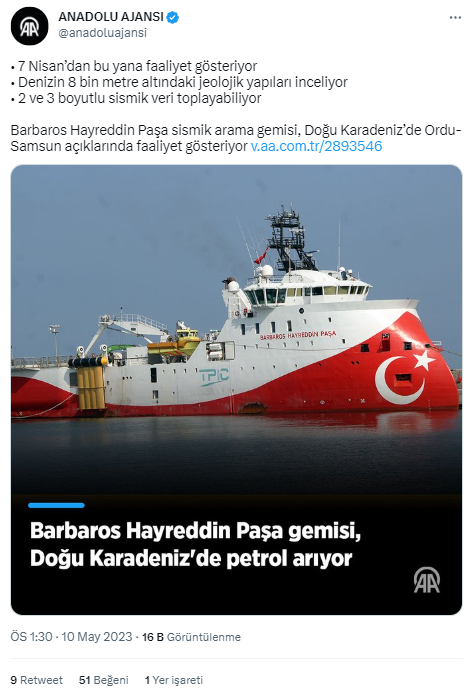 ANADOLU AJANSI
@anadoluajansi
• 7 Nisan’dan bu yana faaliyet gösteriyor
• Denizin 8 bin metre altındaki jeolojik yapıları inceliyor
• 2 ve 3 boyutlu sismik veri toplayabiliyor
Barbaros Hayreddin Paşa sismik arama gemisi, Doğu Karadeniz’de Ordu-
Samsun açıklarında faaliyet gösteriyor v.aa.com.tr/2893546
BARBAROS HAYREDDİN PAŞA
TPIC
Barbaros Hayreddin Paşa gemisi,
Doğu Karadeniz'de petrol arıyor
AA
ÖS 1:30 · 10 May 2023 · 16 B Görüntülenme
9 Retweet 51 Beğeni 1 Yer işareti